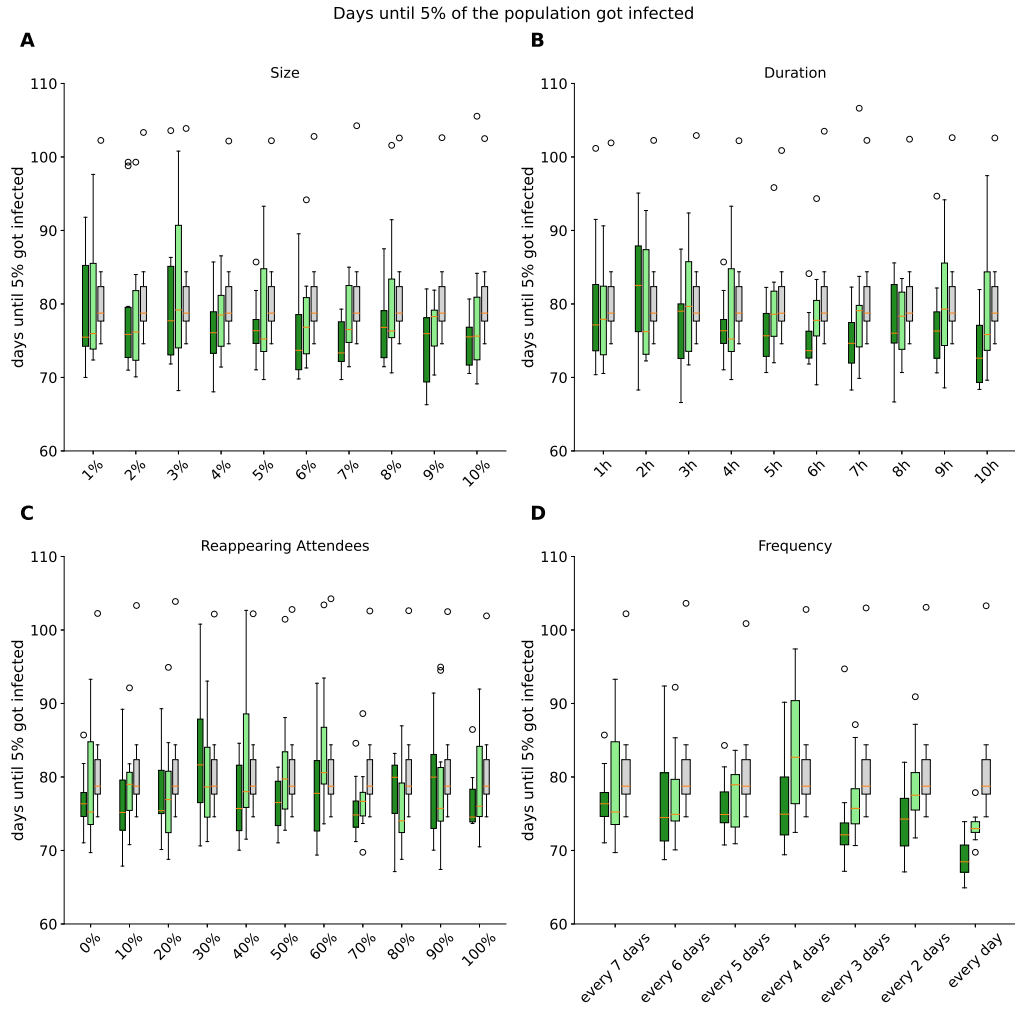 Days until 5% of the population got infected
A
Size
days until 5% got infected
110
100
90
80
70
60
1% 2% 3% 4% 5% 6% 7% 8% 9% 10%
B
Duration
days until 5% got infected
110
100
90
80
70
60
1h 2h 3h 4h 5h 6h 7h 8h 9h 10h
C
Reappearing Attendees
days until 5% got infected
110
100
90
80
70
60
0% 10% 20% 30% 40% 50% 60% 70% 80% 90% 100%
D
Frequency
days until 5% got infected
110
100
90
80
70
60
every 7 days every 6 days every 5 days every 4 days every 3 days every 2 days every day